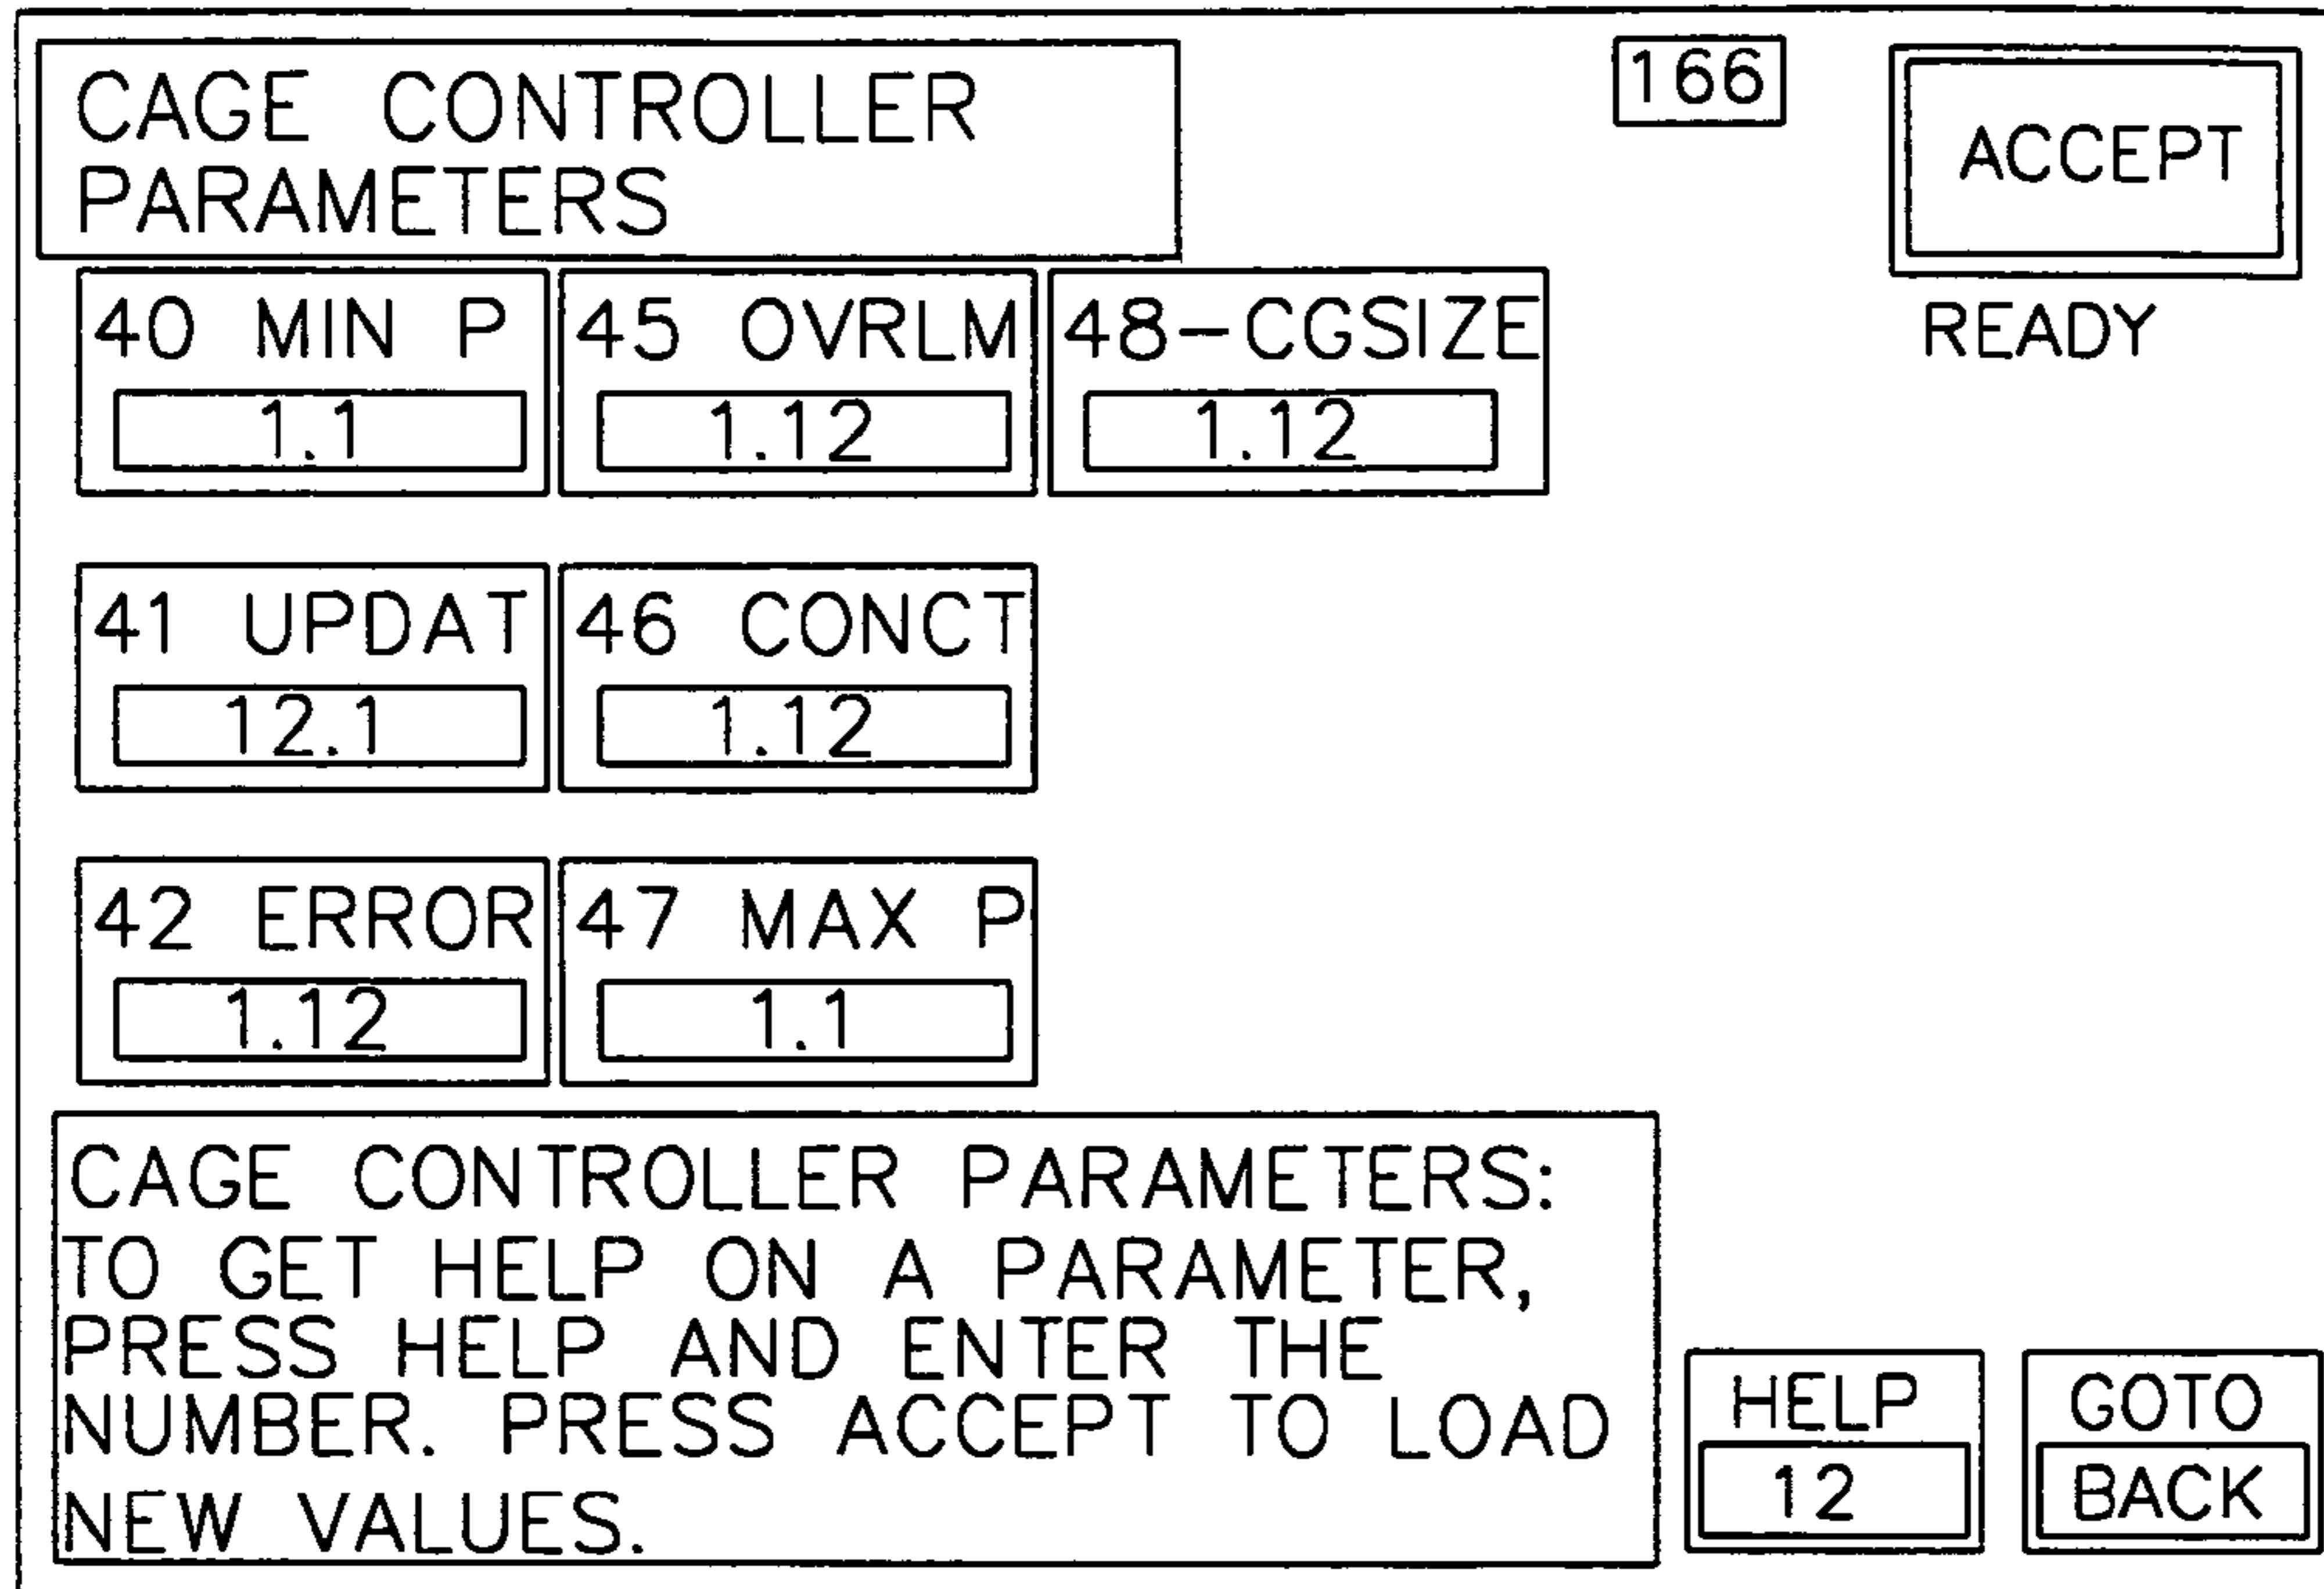 CAGE CONTROLLER
PARAMETERS
166
ACCEPT
READY
40 MIN P
1.1
45 OVRLM
1.12
48-CGSIZE
1.12
41 UPDAT
12.1
46 CONCT
1.12
42 ERROR
1.12
47 MAX P
1.1
CAGE CONTROLLER PARAMETERS:
TO GET HELP ON A PARAMETER,
PRESS HELP AND ENTER THE
NUMBER. PRESS ACCEPT TO LOAD
NEW VALUES.
HELP
12
GOTO
BACK